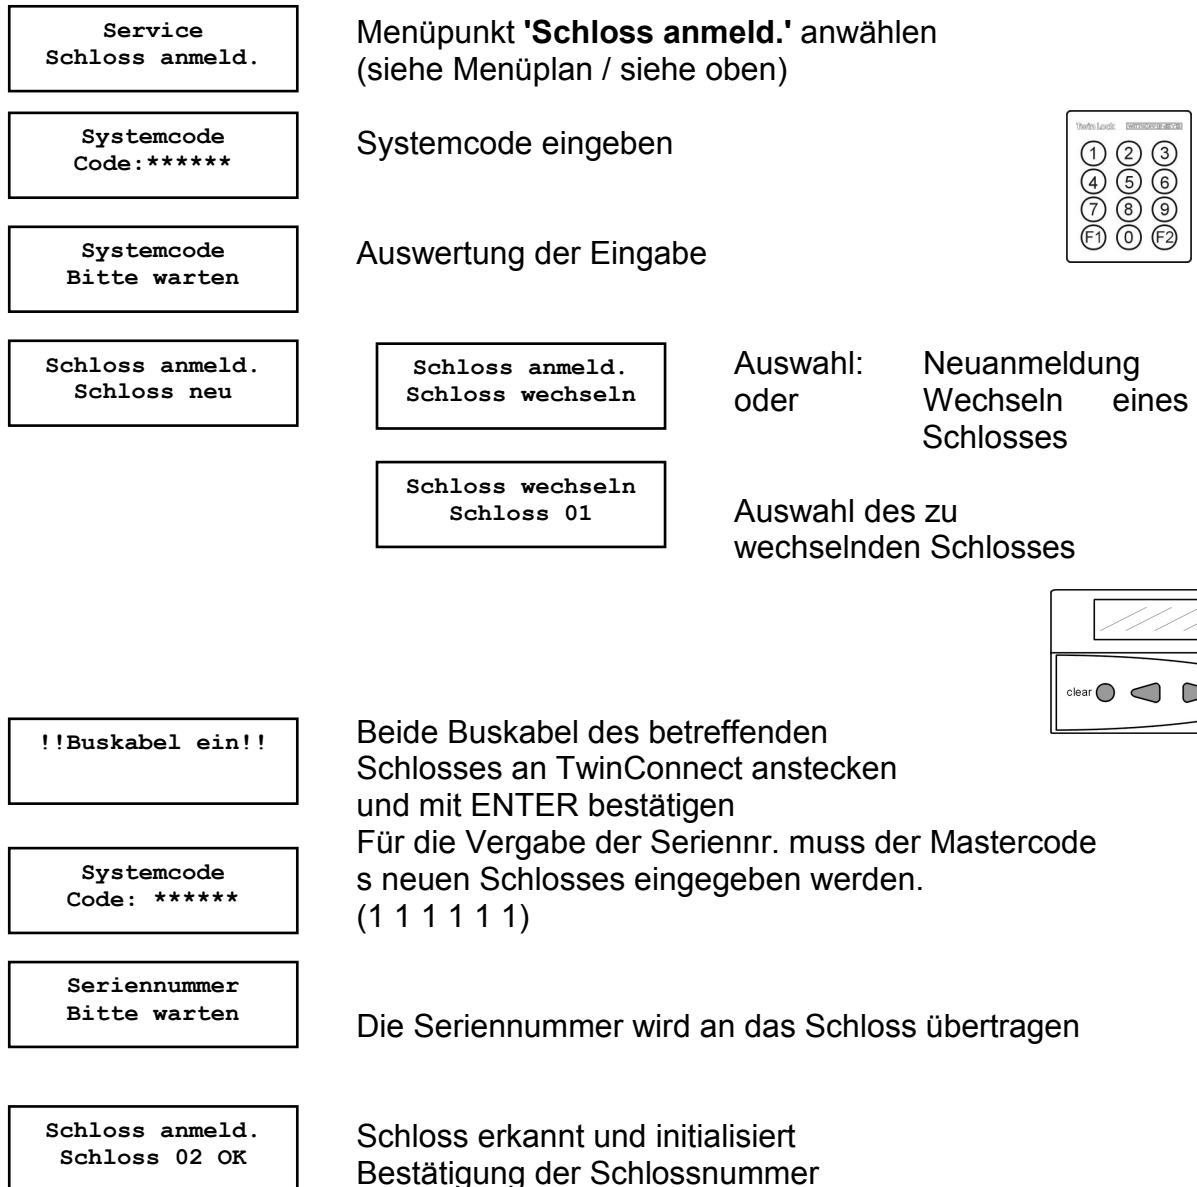 Service
Schloss anmeld.
Menüpunkt 'Schloss anmeld.' anwählen
(siehe Menüplan / siehe oben)
Systemcode
Code:******
Systemcode eingeben
Twin Lock
1 2 3
4 5 6
7 8 9
F1 0 F2
Systemcode
Bitte warten
Auswertung der Eingabe
Schloss anmeld.
Schloss neu
Schloss anmeld.
Schloss wechseln
Auswahl: Neuanmeldung
oder Wechseln eines
Schlosses
Schloss wechseln
Schloss 01
Auswahl des zu
wechselnden Schlosses
clear
!!Buskabel ein!!
Beide Buskabel des betreffenden
Schlosses an TwinConnect anstecken
und mit ENTER bestätigen
Für die Vergabe der Seriennr. muss der Mastercode
s neuen Schlosses eingegeben werden.
(1 1 1 1 1 1)
Systemcode
Code: ******
Seriennummer
Bitte warten
Die Seriennummer wird an das Schloss übertragen
Schloss anmeld.
Schloss 02 OK
Schloss erkannt und initialisiert
Bestätigung der Schlossnummer